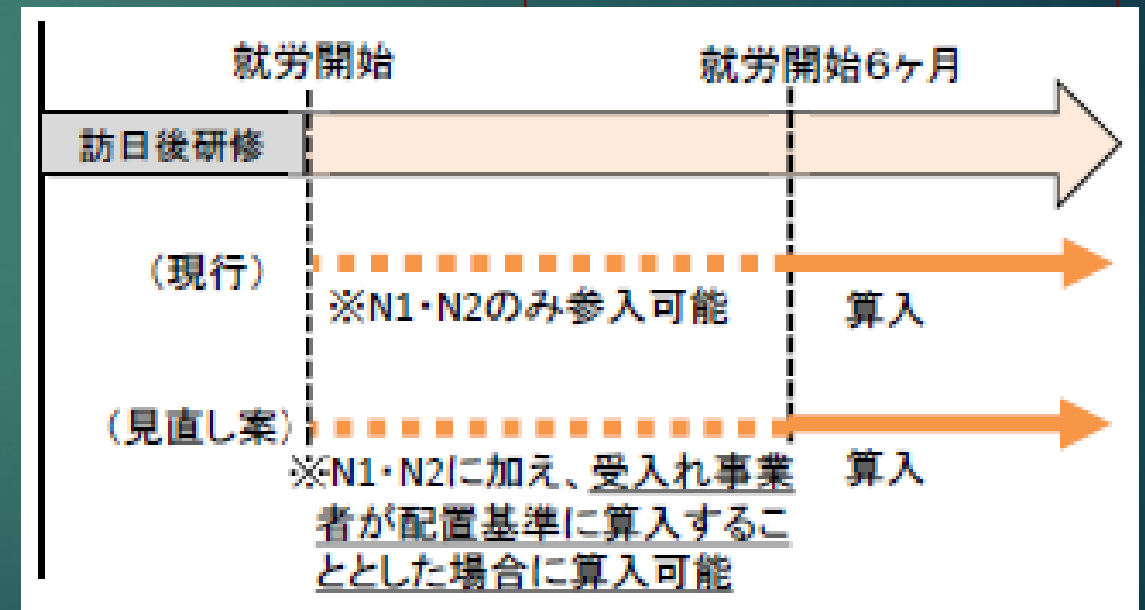 就労開始
就労開始6ヶ月
訪日後研修
（現行）
※N1・N2のみ参入可能
算入
（見直し案）
※N1・N2に加え、受入れ事業
者が配置基準に算入するこ
ととした場合に算入可能
算入